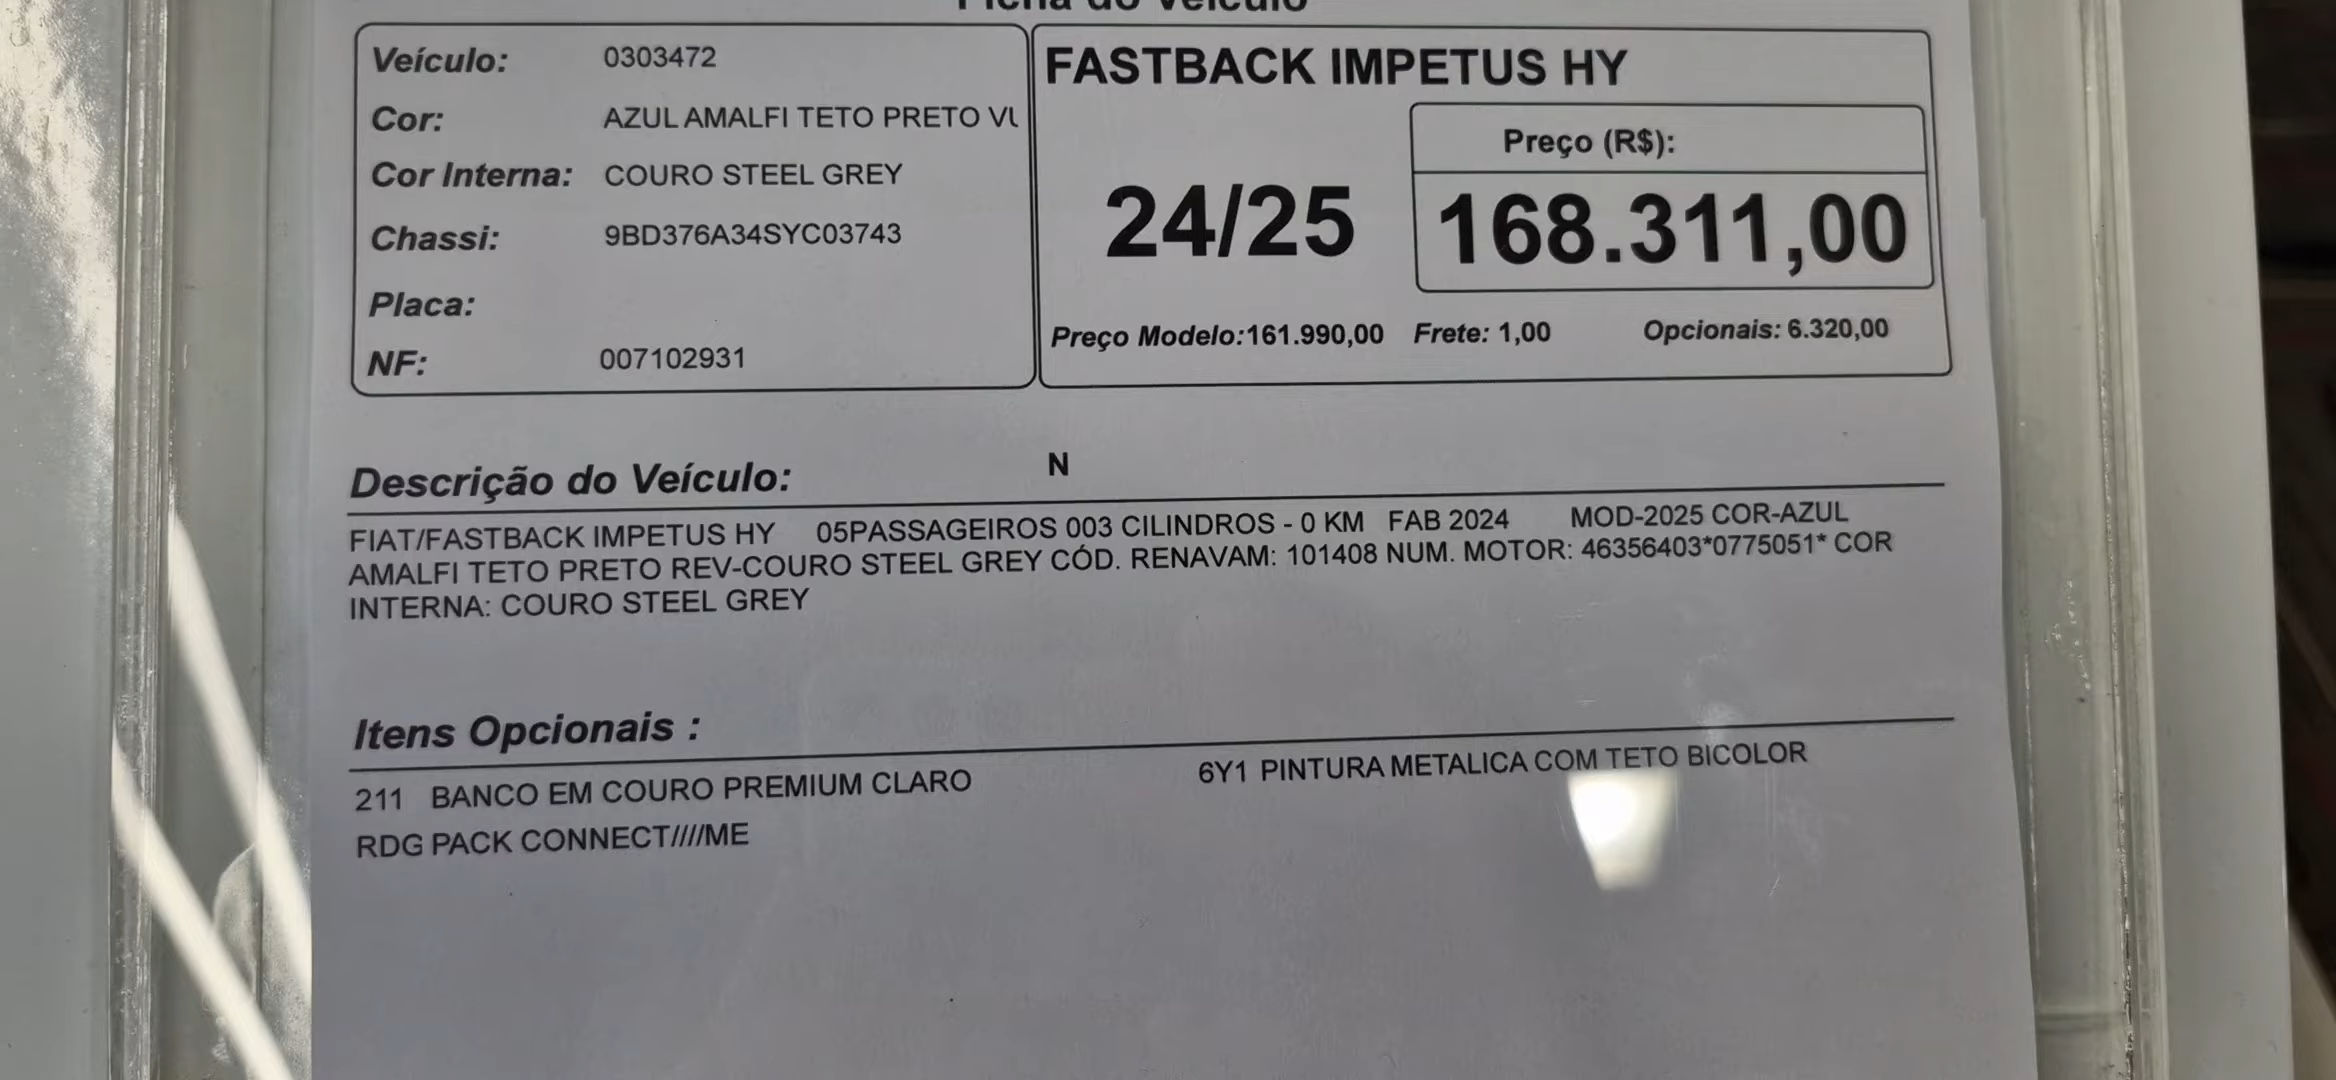 Ficha do Veículo
Veículo: 0303472
Cor: AZUL AMALFI TETO PRETO
Cor Interna: COURO STEEL GREY
Chassi: 9BD376A34SYC03743
Placa:
NF: 007102931
FASTBACK IMPETUS HY
24/25
Preço (R$):
168.311,00
Preço Modelo:161.990,00 Frete: 1,00 Opcionais: 6.320,00
Descrição do Veículo: N
FIAT/FASTBACK IMPETUS HY 05PASSAGEIROS 003 CILINDROS - 0 KM FAB 2024 MOD-2025 COR-AZUL
AMALFI TETO PRETO REV-COURO STEEL GREY CÓD. RENAVAM: 101408 NUM. MOTOR: 46356403*0775051* COR
INTERNA: COURO STEEL GREY
Itens Opcionais :
211 BANCO EM COURO PREMIUM CLARO 6Y1 PINTURA METALICA COM TETO BICOLOR
RDG PACK CONNECT////ME